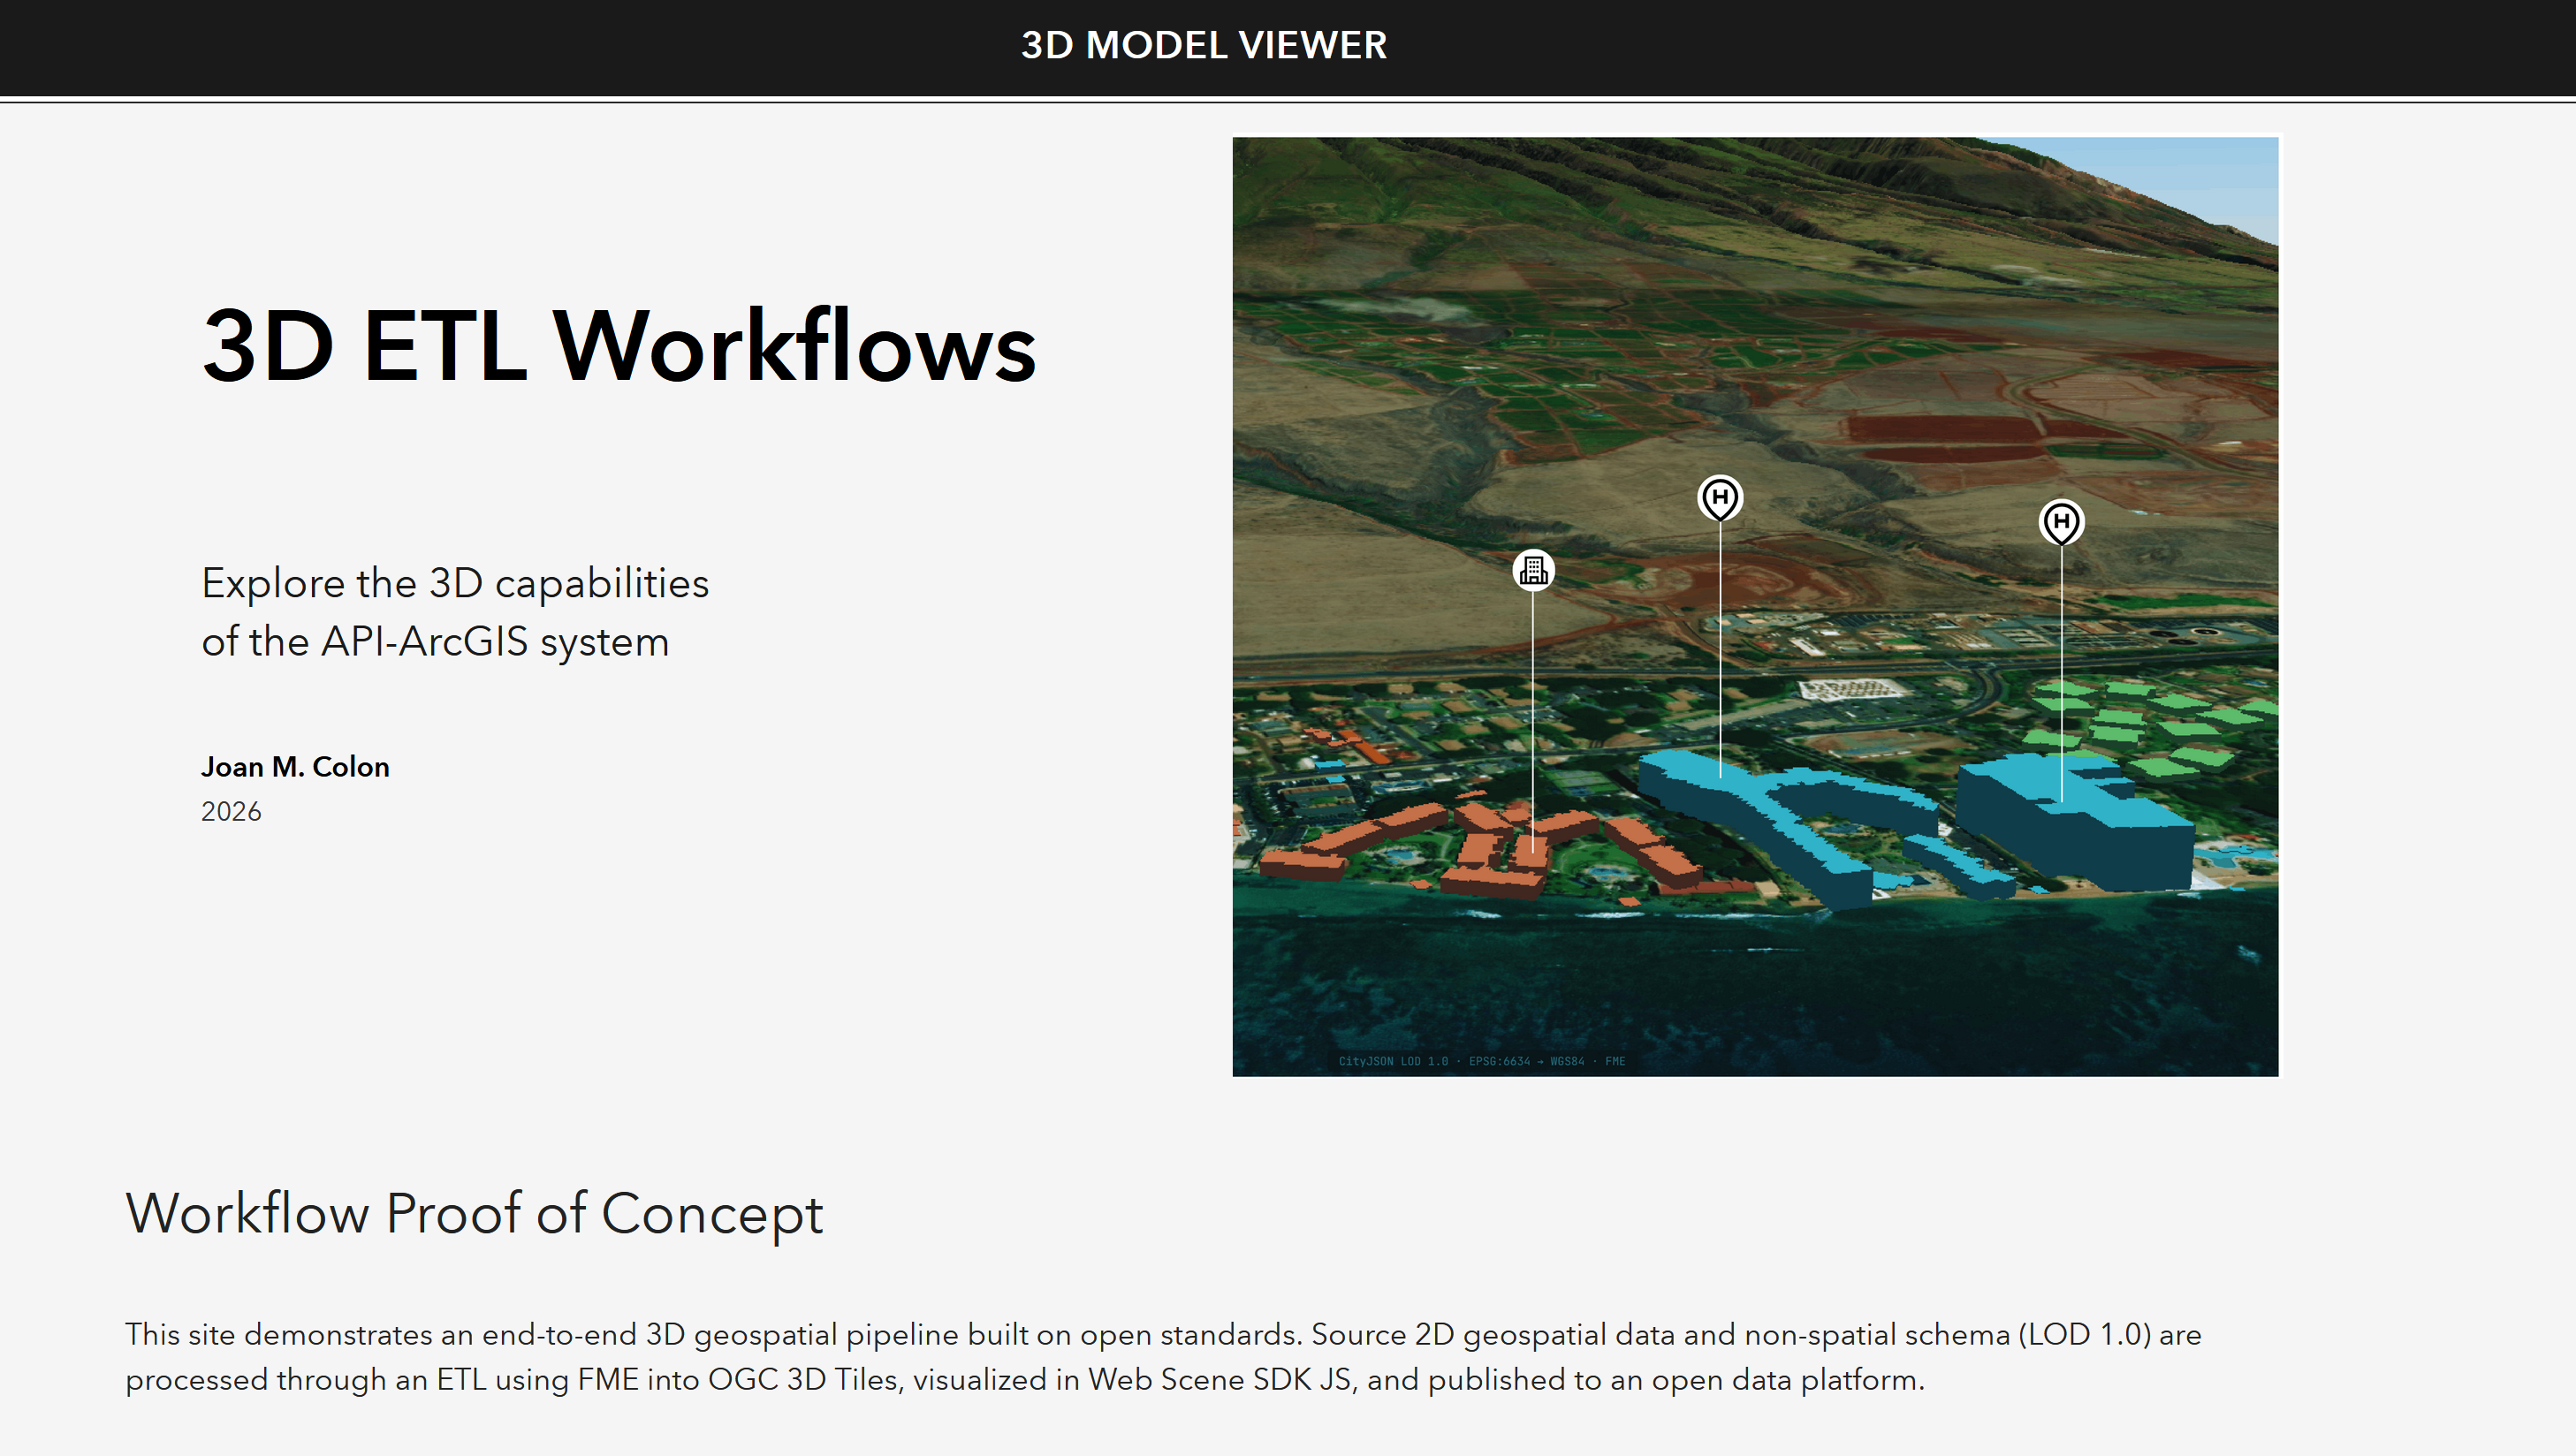 3D MODEL VIEWER
3D ETL Workflows
Explore the 3D capabilities
of the API-ArcGIS system
Joan M. Colon
2026
H
H
CityJSON LOD 1.0 · EPSG:6634 → WGS84 · FME
Workflow Proof of Concept
This site demonstrates an end-to-end 3D geospatial pipeline built on open standards. Source 2D geospatial data and non-spatial schema (LOD 1.0) are
processed through an ETL using FME into OGC 3D Tiles, visualized in Web Scene SDK JS, and published to an open data platform.